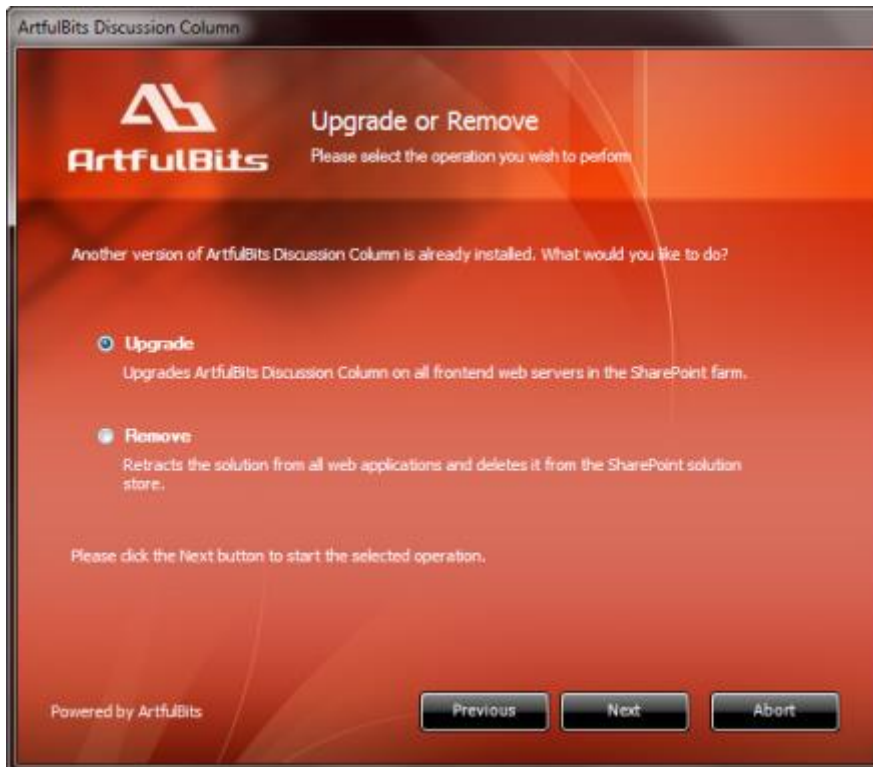 ArtfulBits Discussion Column
ArtfulBits
Upgrade or Remove
Please select the operation you wish to perform
Another version of ArtfulBits Discussion Column is already installed. What would you like to do?
Upgrade
Upgrades ArtfulBits Discussion Column on all frontend web servers in the SharePoint farm.
Remove
Retracts the solution from all web applications and deletes it from the SharePoint solution
store.
Please click the Next button to start the selected operation.
Powered by ArtfulBits
Previous Next Abort